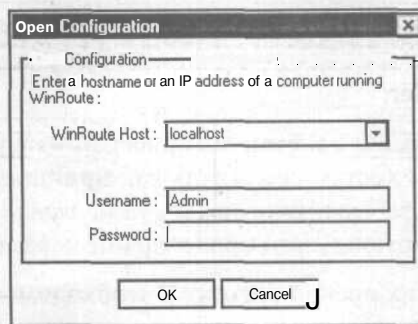 Open Configuration
Configuration
Enter a hostname or an IP address of a computer running
WinRoute :
WinRoute Host : localhost
Username : Admin
Password :
OK
Cancel